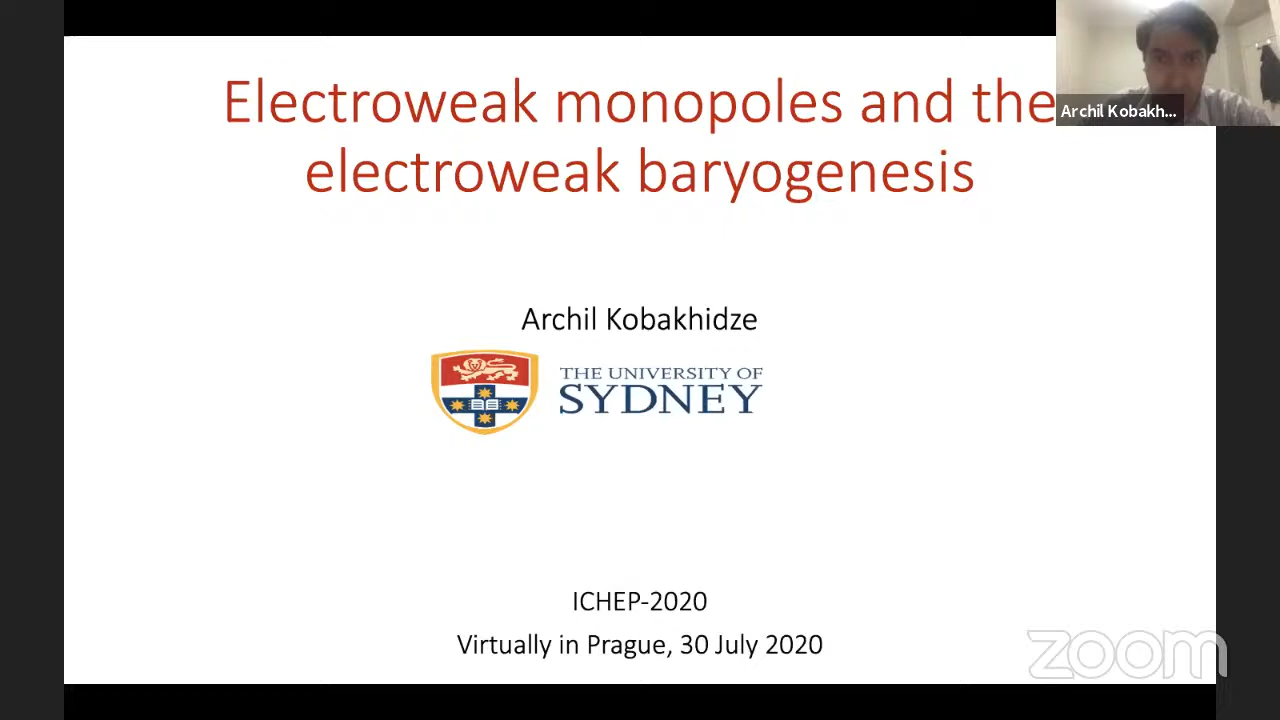 Electroweak monopoles and the
electroweak baryogenesis
Archil Kobakh...
Archil Kobakhidze
THE UNIVERSITY OF
SYDNEY
ICHEP-2020
Virtually in Prague, 30 July 2020
zoom